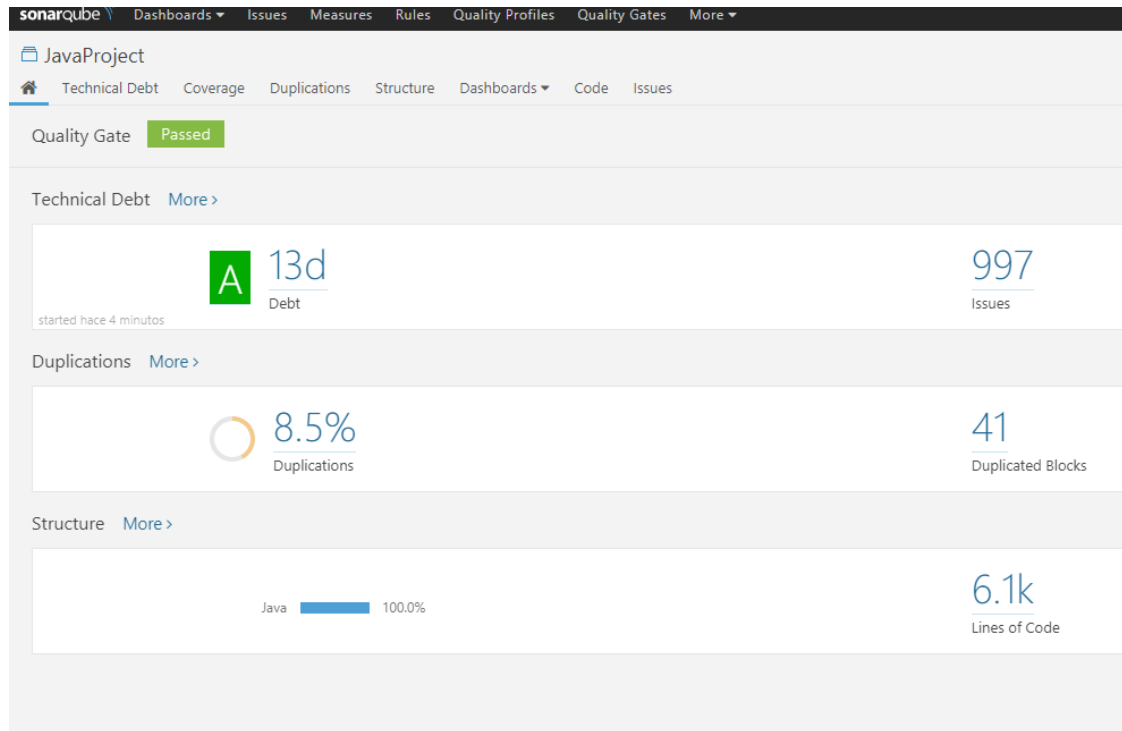 sonarqube Dashboards Issues Measures Rules Quality Profiles Quality Gates More
JavaProject
Technical Debt Coverage Duplications Structure Dashboards Code Issues
Quality Gate Passed
Technical Debt More
A 13d 997
Debt Issues
started hace 4 minutos
Duplications More
8.5% 41
Duplications Duplicated Blocks
Structure More
6.1k
Java 100.0%
Lines of Code